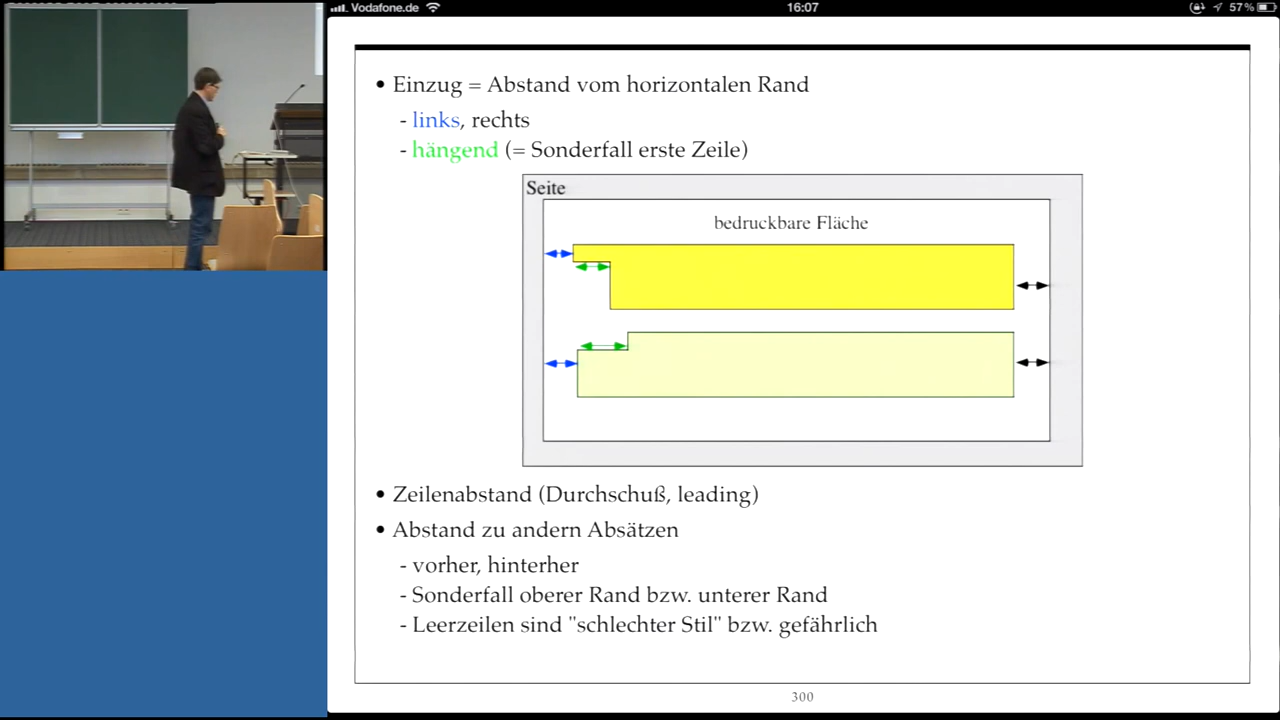 Vodafone.de 16:07 57%
• Einzug = Abstand vom horizontalen Rand
- links, rechts
- hängend (= Sonderfall erste Zeile)
Seite
bedruckbare Fläche
• Zeilenabstand (Durchschuß, leading)
• Abstand zu andern Absätzen
- vorher, hinterher
- Sonderfall oberer Rand bzw. unterer Rand
- Leerzeilen sind "schlechter Stil" bzw. gefährlich
300